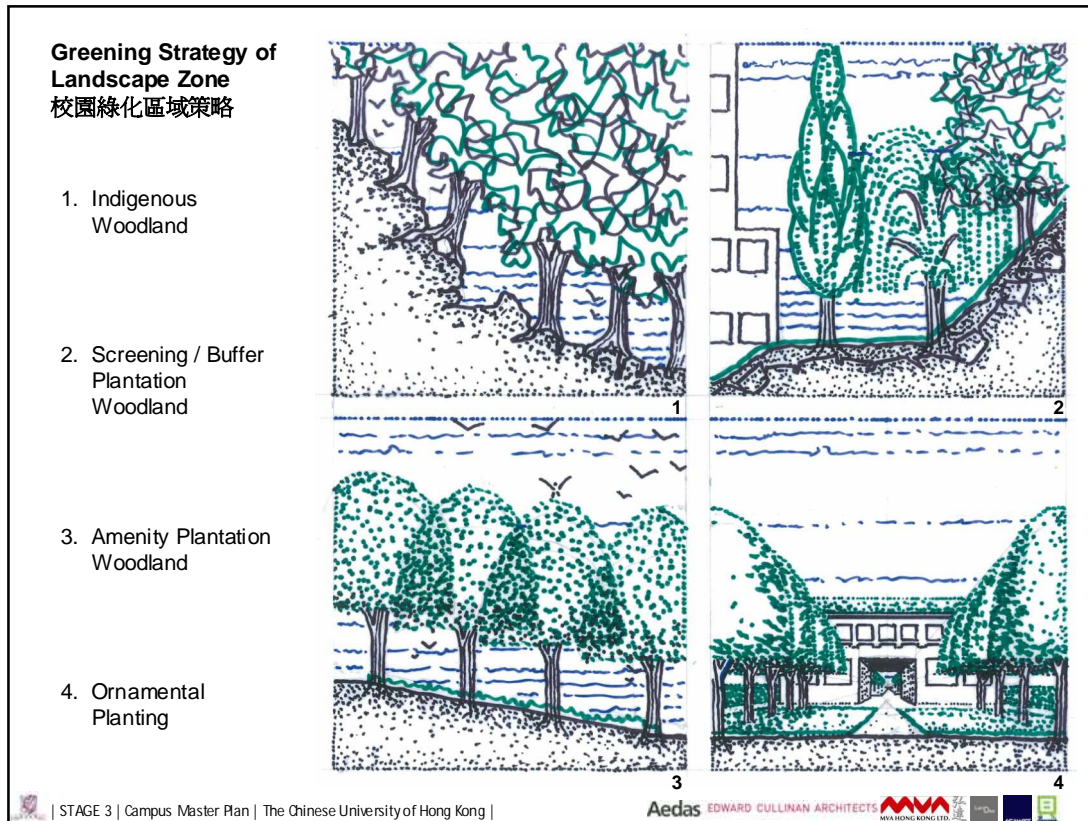 Greening Strategy of
Landscape Zone
校園綠化區域策略
1. Indigenous
Woodland
2. Screening / Buffer
Plantation
Woodland
3. Amenity Plantation
Woodland
4. Ornamental
Planting
1
2
3
4
| STAGE 3 | Campus Master Plan | The Chinese University of Hong Kong |
Aedas EDWARD CULLINAN ARCHITECTS MVA HONG KONG LTD. 弘達